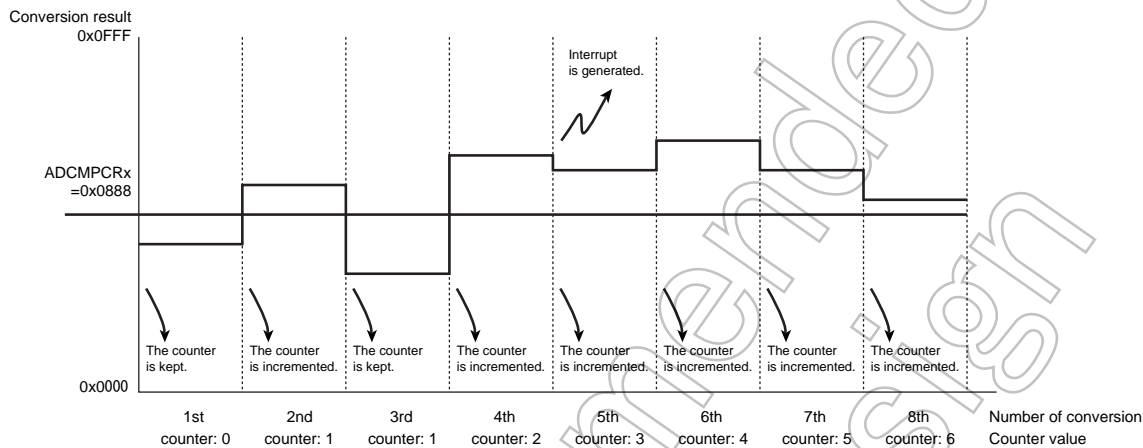 Conversion result
0x0FFF
Interrupt
is generated.
ADCMPCRx
=0x0888
The counter
is kept.
The counter
is incremented.
The counter
is kept.
The counter
is incremented.
The counter
is incremented.
The counter
is incremented.
The counter
is incremented.
The counter
is incremented.
0x0000
1st 2nd 3rd 4th 5th 6th 7th 8th Number of conversion
counter: 0 counter: 1 counter: 1 counter: 2 counter: 3 counter: 4 counter: 5 counter: 6 Counter value